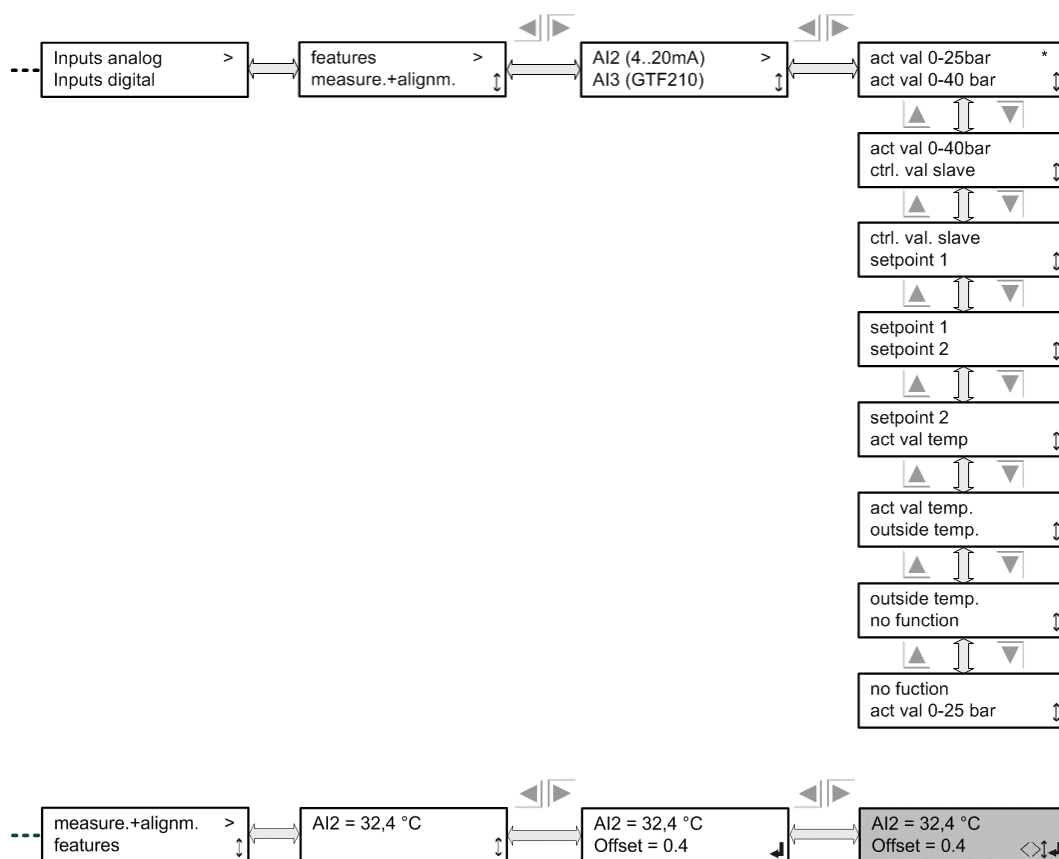 Inputs analog >
Inputs digital
features >
measure.+alignm.
AI2 (4..20mA) >
AI3 (GTF210)
act val 0-25bar *
act val 0-40 bar
act val 0-40bar
ctrl. val slave
ctrl. val. slave
setpoint 1
setpoint 1
setpoint 2
setpoint 2
act val temp
act val temp.
outside temp.
outside temp.
no function
no fuction
act val 0-25 bar
measure.+alignm. >
features
AI2 = 32,4 °C
AI2 = 32,4 °C
Offset = 0.4
AI2 = 32,4 °C
Offset = 0.4